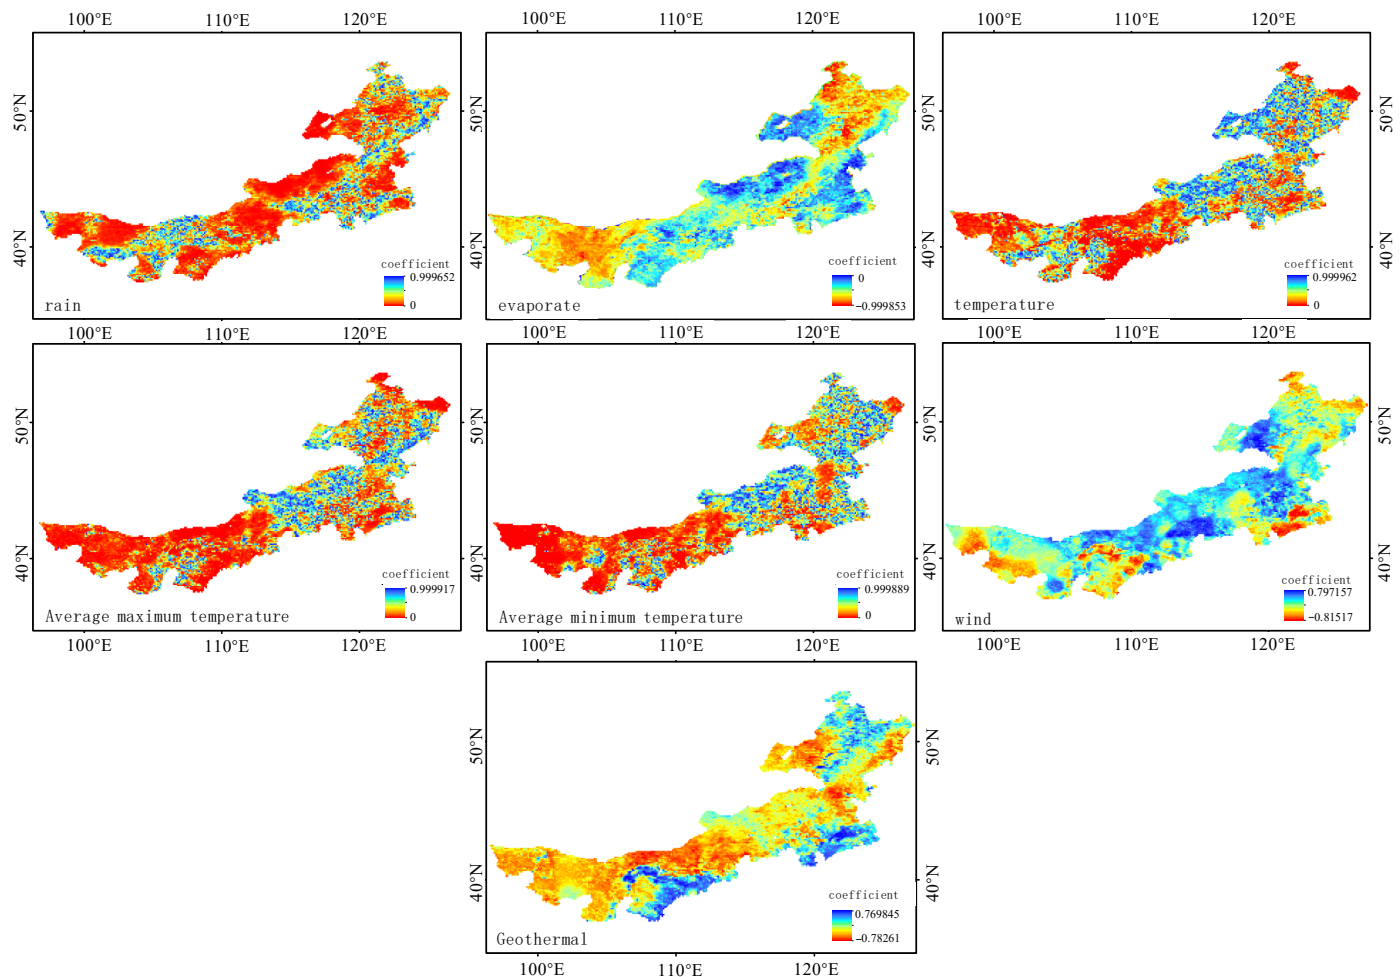 100°E 110°E 120°E 100°E 110°E 120°E 100°E 110°E 120°E
50°N 50°N 50°N 50°N
40°N 40°N 40°N 40°N
coefficient coefficient coefficient
0.999652 0 0.999962
0 -0.999853 0
rain evaporate temperature
100°E 110°E 120°E 100°E 110°E 120°E 100°E 110°E 120°E
50°N 50°N 50°N 50°N
40°N 40°N 40°N 40°N
coefficient coefficient coefficient
0.999917 0.999889 0.797157
0 0 -0.81517
Average maximum temperature Average minimum temperature wind
100°E 110°E 120°E 100°E 110°E 120°E 100°E 110°E 120°E
50°N 50°N
40°N 40°N
coefficient
0.769845
-0.78261
Geothermal
100°E 110°E 120°E